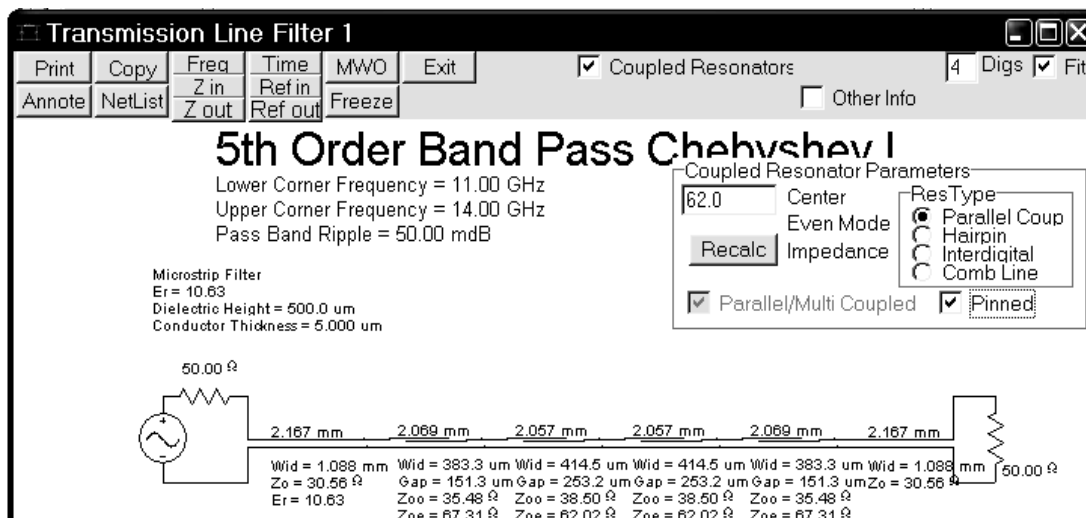 Transmission Line Filter 1
Print Copy Freq Time MWO Exit Coupled Resonators 4 Digs Fit
Z in Ref in
Annote NetList Z out Ref out Freeze Other Info
5th Order Band Pass Chebyshev I
Lower Corner Frequency = 11.00 GHz
Upper Corner Frequency = 14.00 GHz
Pass Band Ripple = 50.00 mdB
Coupled Resonator Parameters
62.0 Center
Even Mode
Recalc Impedance
ResType
Parallel Coup
Hairpin
Interdigital
Comb Line
Parallel/Multi Coupled Pinned
Microstrip Filter
Er = 10.63
Dielectric Height = 500.0 um
Conductor Thickness = 5.000 um
50.00 Ω
2.167 mm 2.069 mm 2.057 mm 2.057 mm 2.069 mm 2.167 mm
Wid = 1.088 mm Wid = 383.3 um Wid = 414.5 um Wid = 414.5 um Wid = 383.3 um Wid = 1.088 mm 50.00 Ω
Zo = 30.56 Ω Gap = 151.3 um Gap = 253.2 um Gap = 253.2 um Gap = 151.3 um Zo = 30.56 Ω
Er = 10.63 Zoo = 35.48 Ω Zoo = 38.50 Ω Zoo = 38.50 Ω Zoo = 35.48 Ω
Zoe = 67.31 Ω Zoe = 62.02 Ω Zoe = 62.02 Ω Zoe = 67.31 Ω